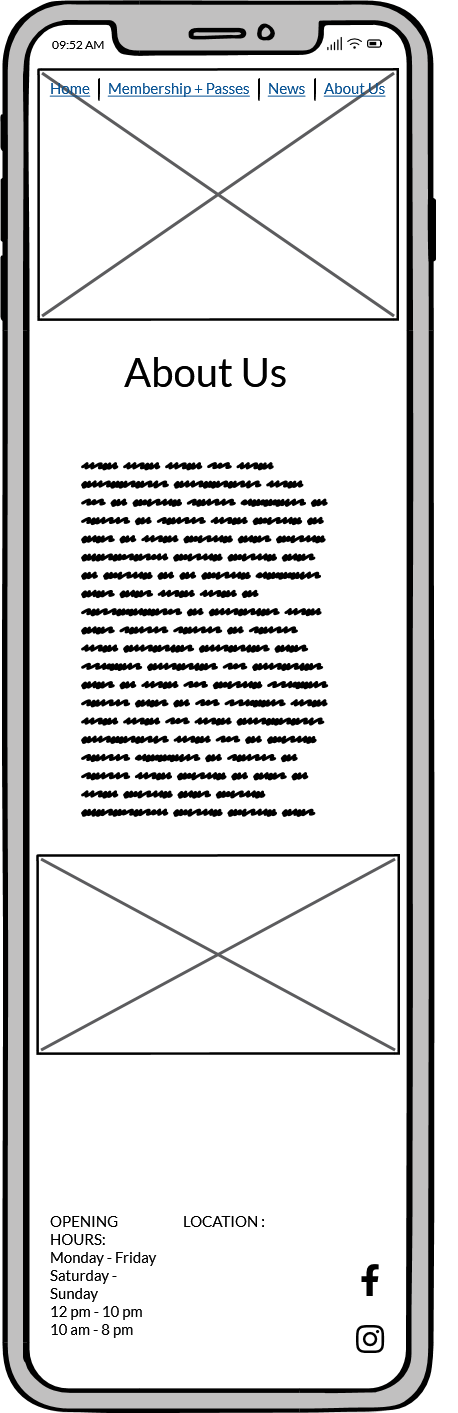 09:52 AM
Home | Membership + Passes | News | About Us
About Us
OPENING
HOURS:
Monday - Friday
Saturday -
Sunday
12 pm - 10 pm
10 am - 8 pm
LOCATION :